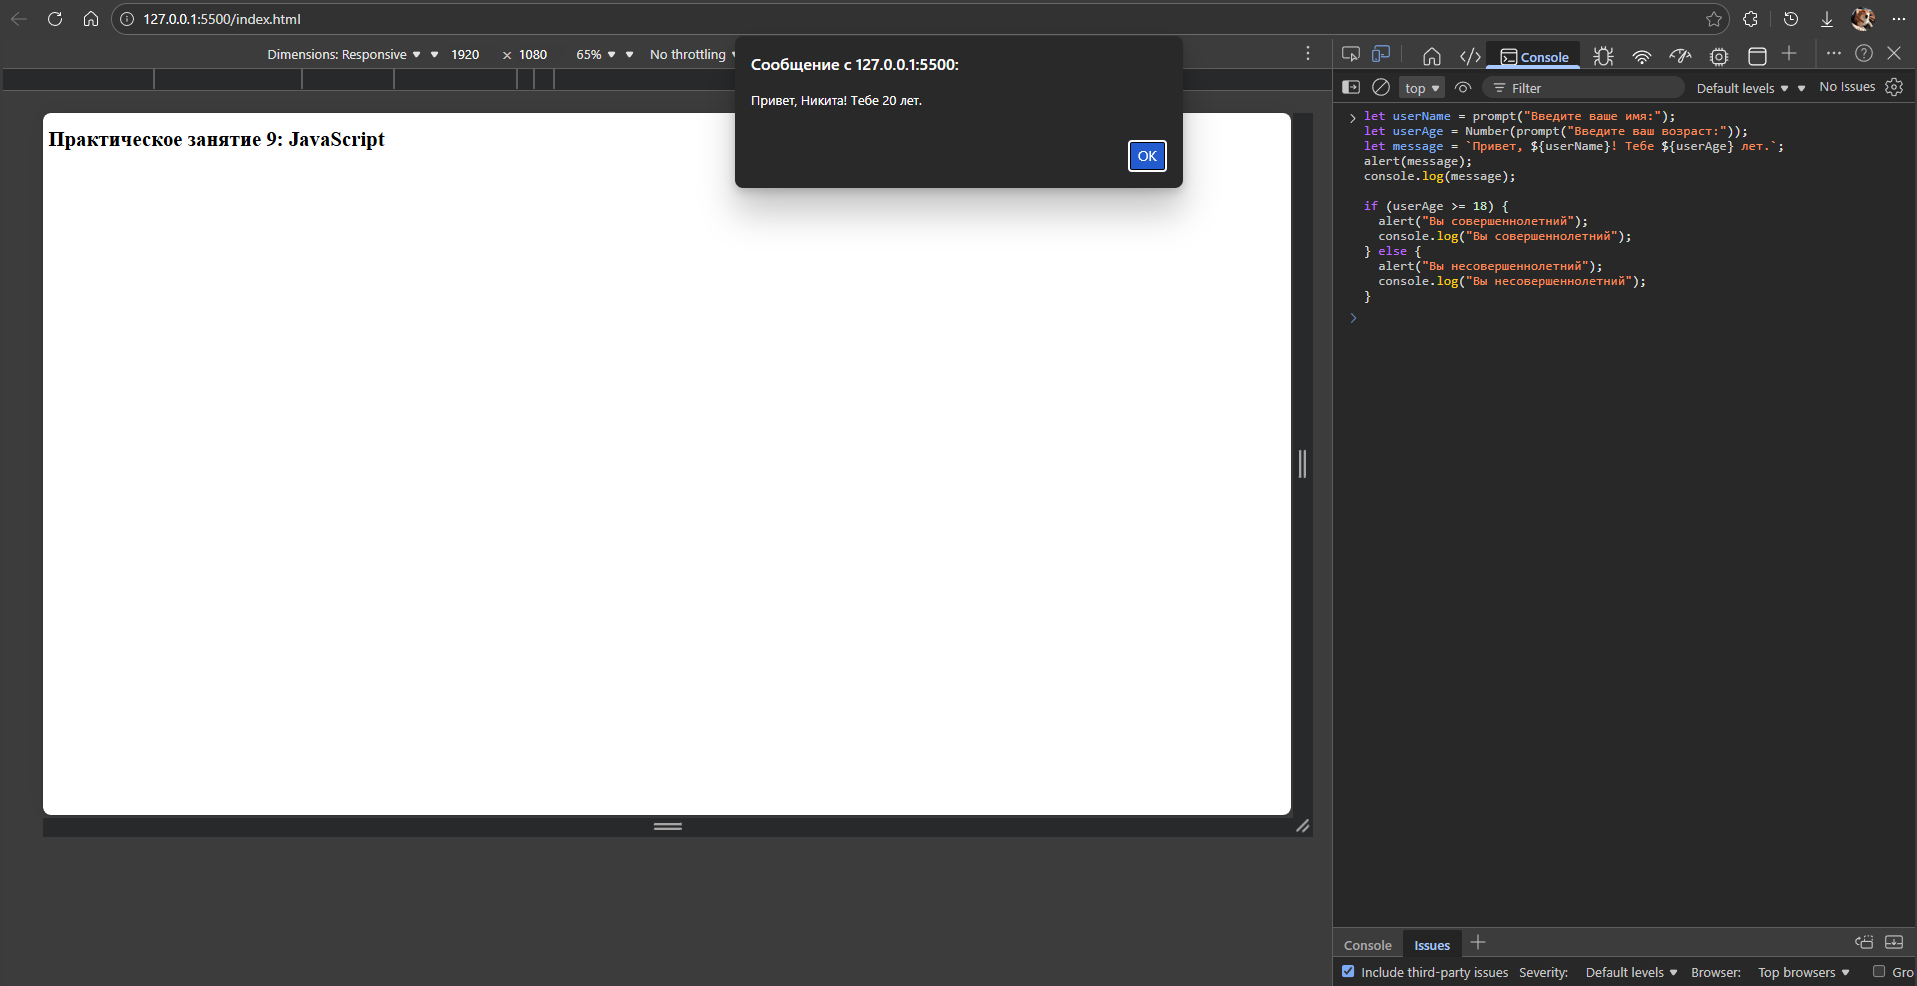 127.0.0.1:5500/index.html
Dimensions: Responsive 1920 × 1080 65% No throttling
Сообщение с 127.0.0.1:5500:
Привет, Никита! Тебе 20 лет.
OK
Практическое занятие 9: JavaScript
Console
top Filter Default levels No Issues
let userName = prompt("Введите ваше имя:");
let userAge = Number(prompt("Введите ваш возраст:"));
let message = `Привет, ${userName}! Тебе ${userAge} лет.`;
alert(message);
console.log(message);
if (userAge >= 18) {
alert("Вы совершеннолетний");
console.log("Вы совершеннолетний");
} else {
alert("Вы несовершеннолетний");
console.log("Вы несовершеннолетний");
}
Console Issues
Include third-party issues Severity: Default levels Browser: Top browsers Gro